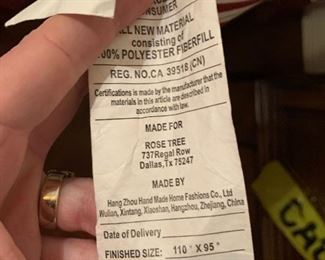 CONSUMER
ALL NEW MATERIAL
consisting of
100% POLYESTER FIBERFILL
REG. NO.CA 39518 (CN)
Certifications is made by the manufacturer that the
materials in this article are described in
accordance with law.
MADE FOR
ROSE TREE
737Regal Row
Dallas,Tx 75247
MADE BY
Hang Zhou Hand Made Home Fashions Co., Ltd
Wulian, Xintang, Xiaoshan, Hangzhou, Zhejiang, China
Date of Delivery
FINISHED SIZE: 110" X 95"